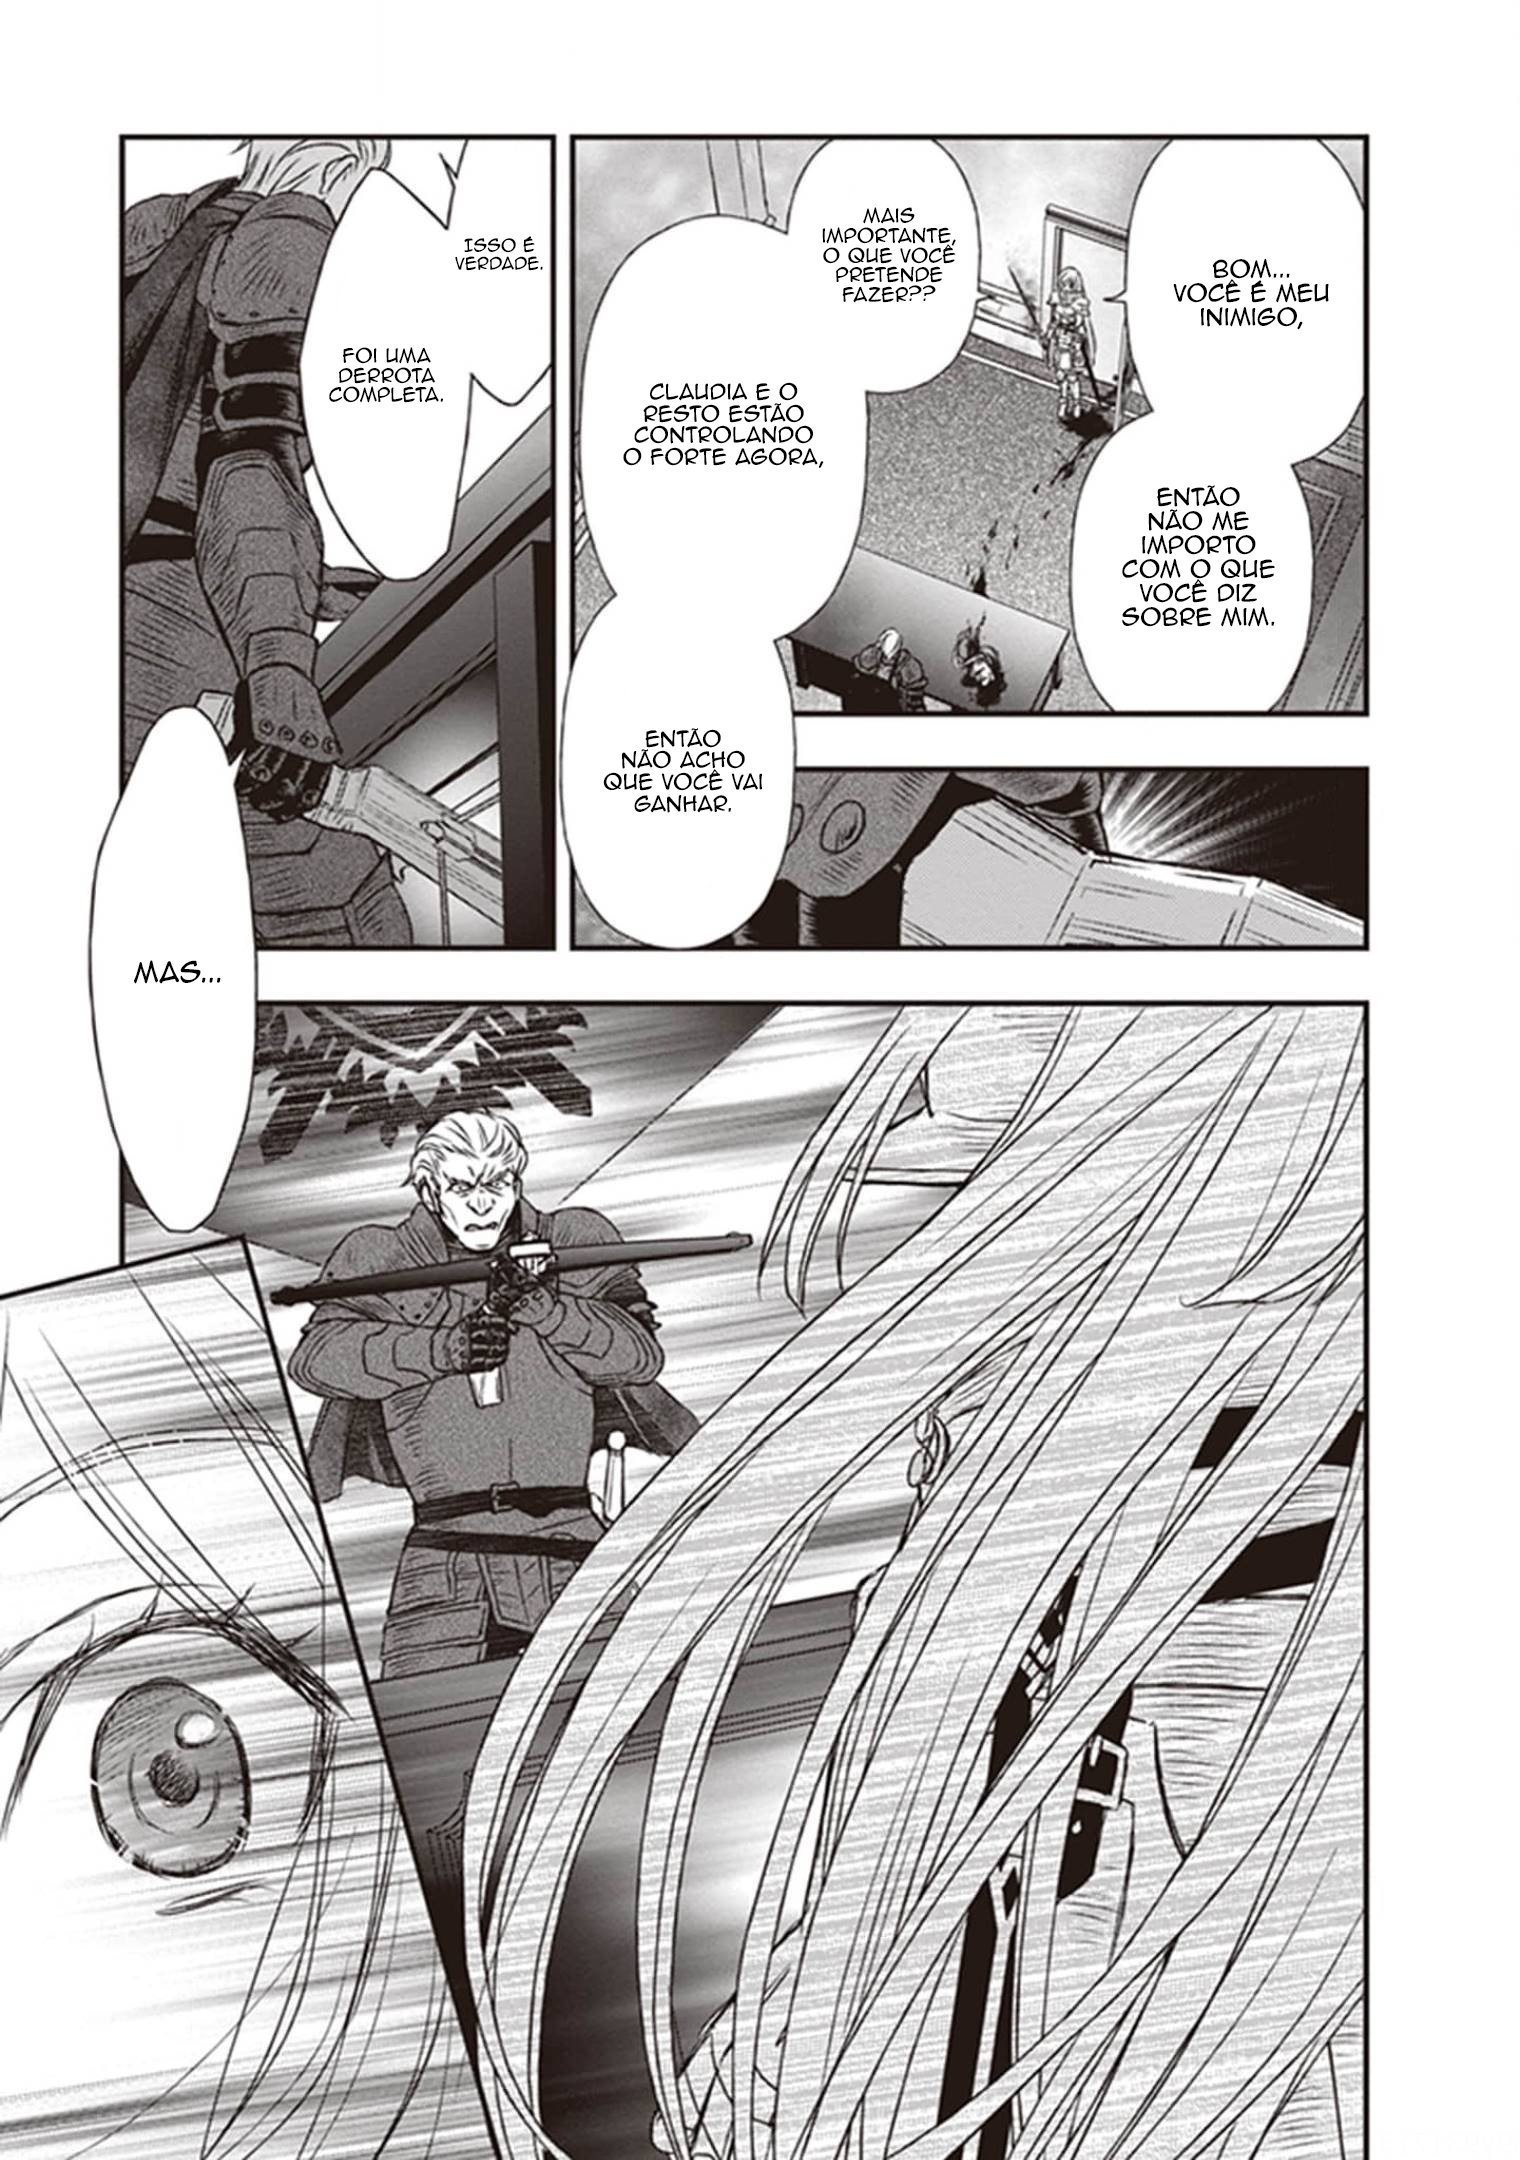 BOM...
VOCÊ É MEU
INIMIGO,
ENTÃO
NÃO ME
IMPORTO
COM O QUE
VOCÊ DIZ
SOBRE MIM.
MAIS
IMPORTANTE,
O QUE VOCÊ
PRETENDE
FAZER??
CLAUDIA E O
RESTO ESTÃO
CONTROLANDO
O FORTE AGORA,
ENTÃO
NÃO ACHO
QUE VOCÊ VAI
GANHAR.
ISSO É
VERDADE.
FOI UMA
DERROTA
COMPLETA.
MAS...